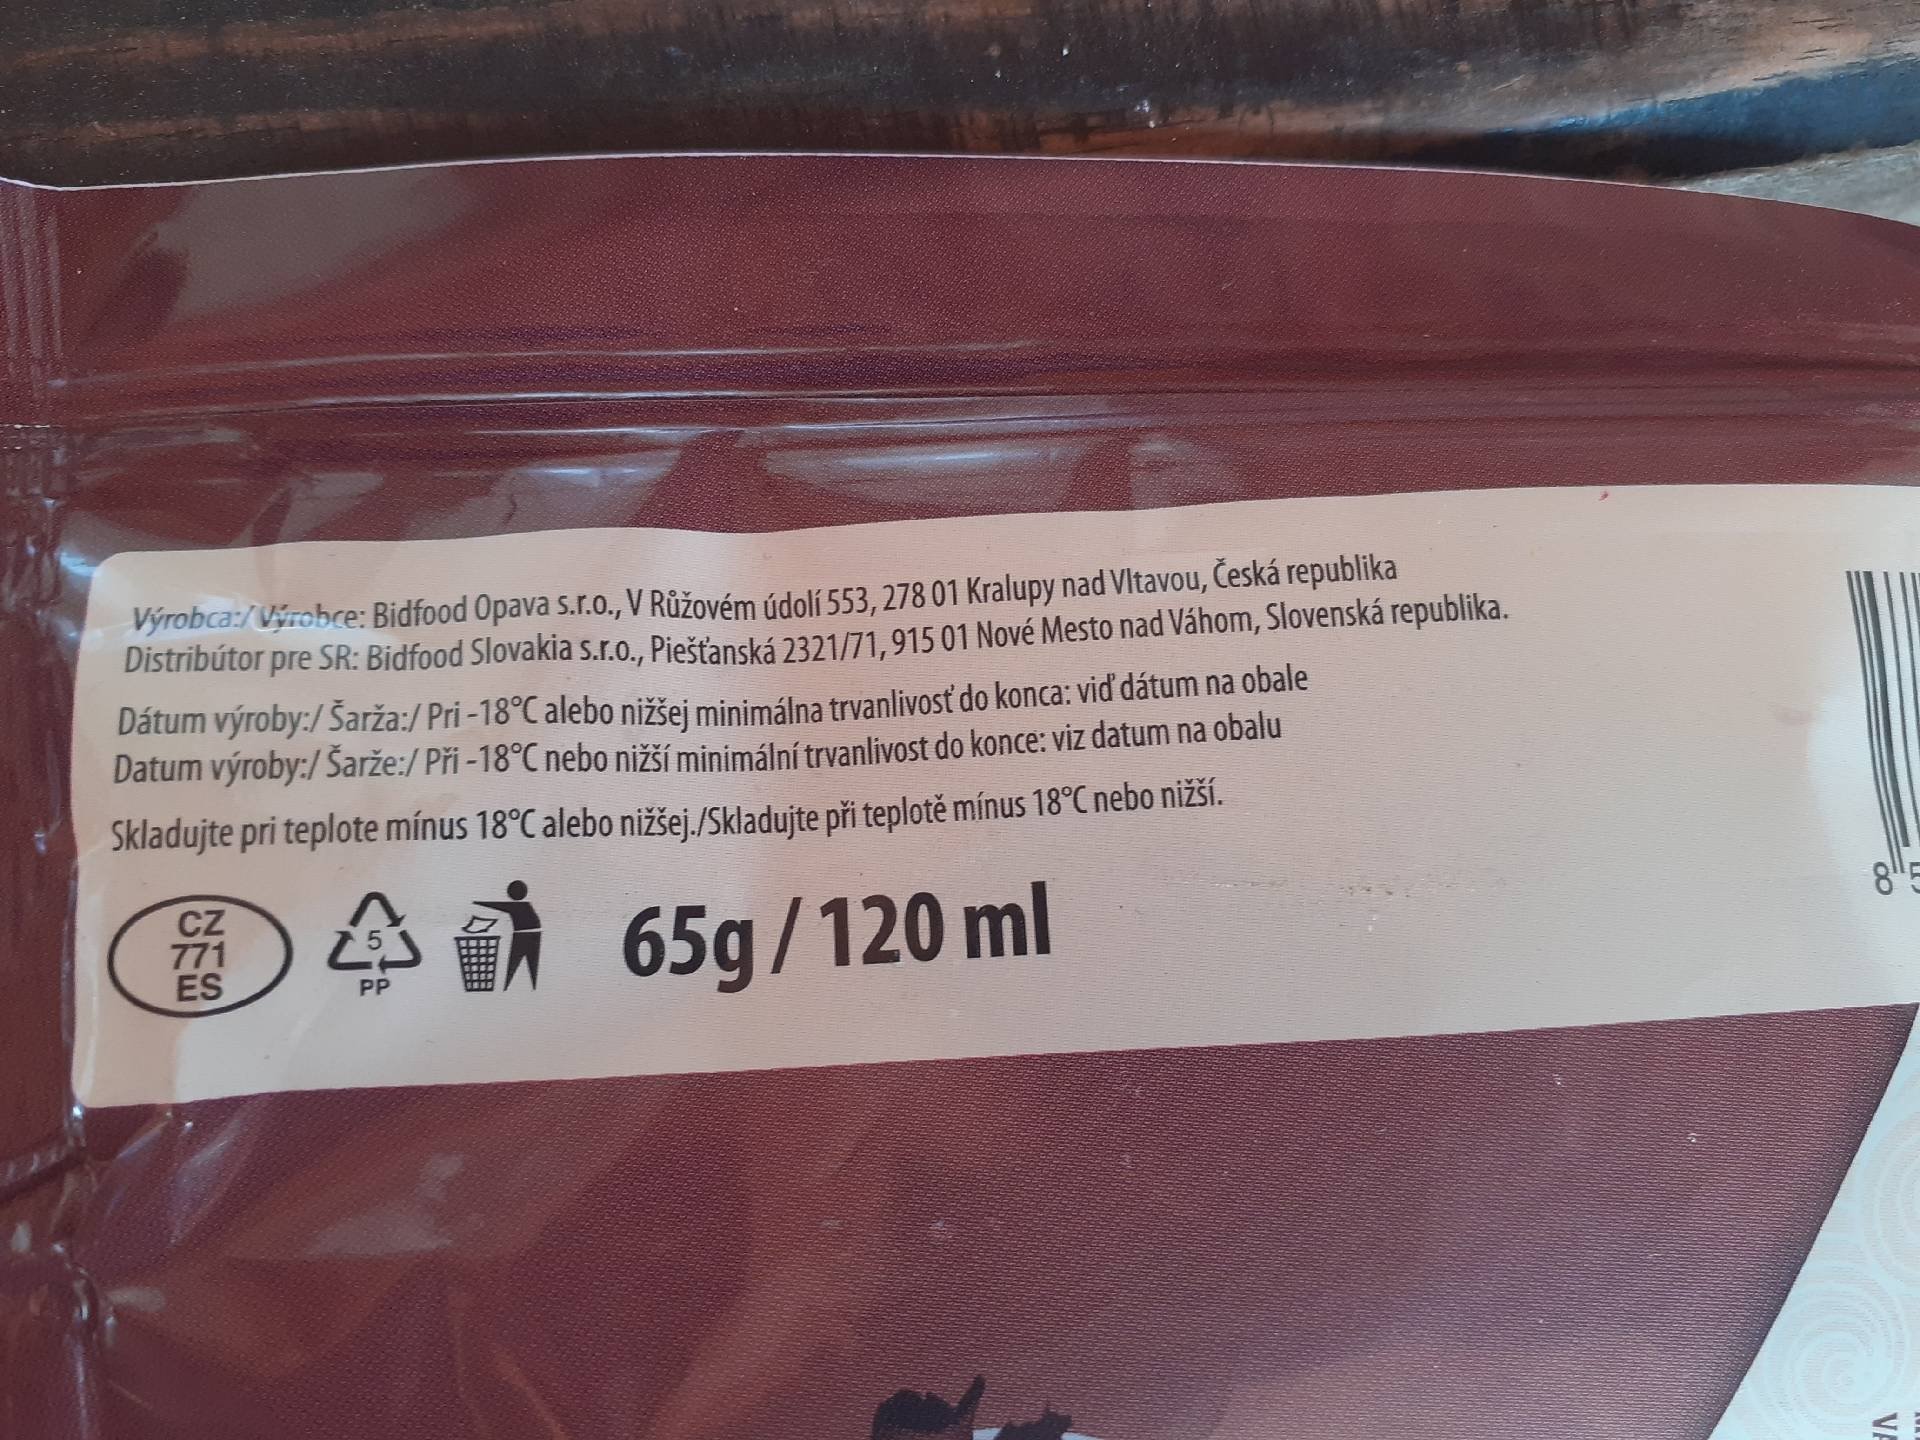 Výrobca:/ Výrobce: Bidfood Opava s.r.o., V Růžovém údolí 553, 278 01 Kralupy nad Vltavou, Česká republika
Distribútor pre SR: Bidfood Slovakia s.r.o., Piešťanská 2321/71, 915 01 Nové Mesto nad Váhom, Slovenská republika.
Dátum výroby:/ Šarža:/ Pri -18°C alebo nižšej minimálna trvanlivosť do konca: viď dátum na obale
Datum výroby:/ Šarže:/ Při -18°C nebo nižší minimální trvanlivost do konce: viz datum na obalu
Skladujte pri teplote mínus 18°C alebo nižšej./Skladujte při teplotě mínus 18°C nebo nižší.
CZ
771
ES
5
PP
65g / 120 ml
8